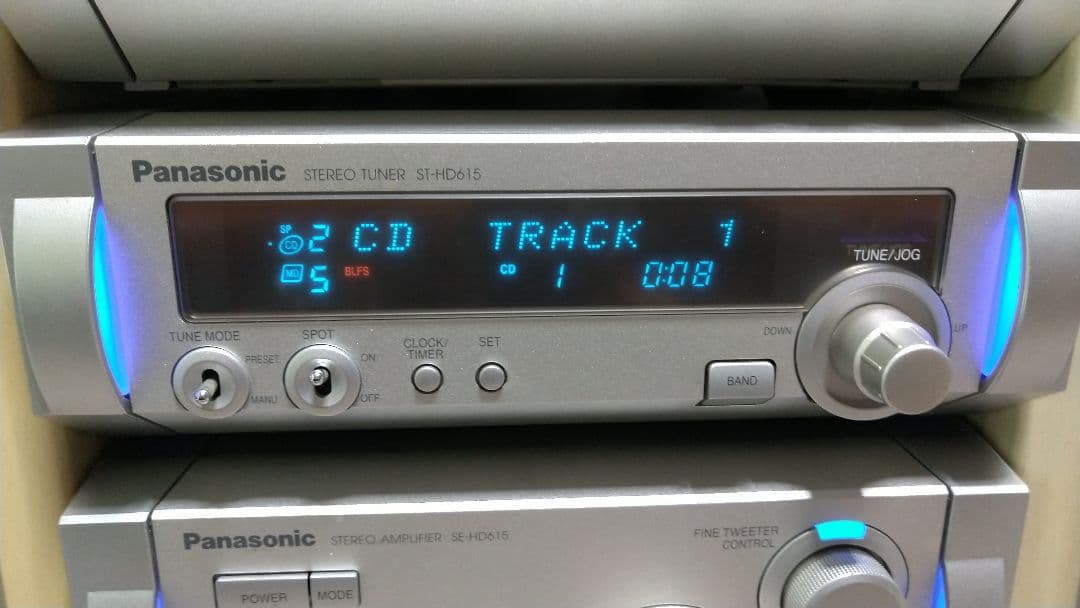 Panasonic STEREO TUNER ST-HD615
SP
CD 2 CD TRACK 1
MD 5 BLFS CD 1 0:08
TUNE/JOG
DOWN UP
TUNE MODE
PRESET
MANU
SPOT
ON
OFF
CLOCK/
TIMER
SET
BAND
Panasonic STEREO AMPLIFIER SE-HD615
FINE TWEETER
CONTROL
POWER MODE